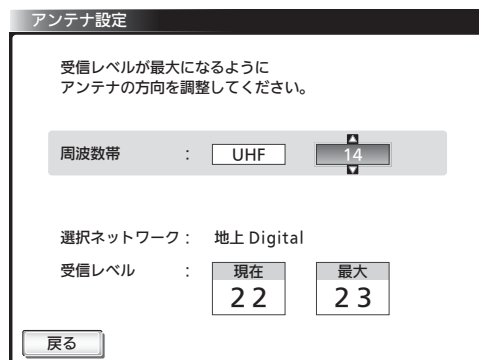 アンテナ設定
受信レベルが最大になるように
アンテナの方向を調整してください。
周波数帯 : UHF 14
選択ネットワーク : 地上 Digital
受信レベル : 現在 最大
22 23
戻る